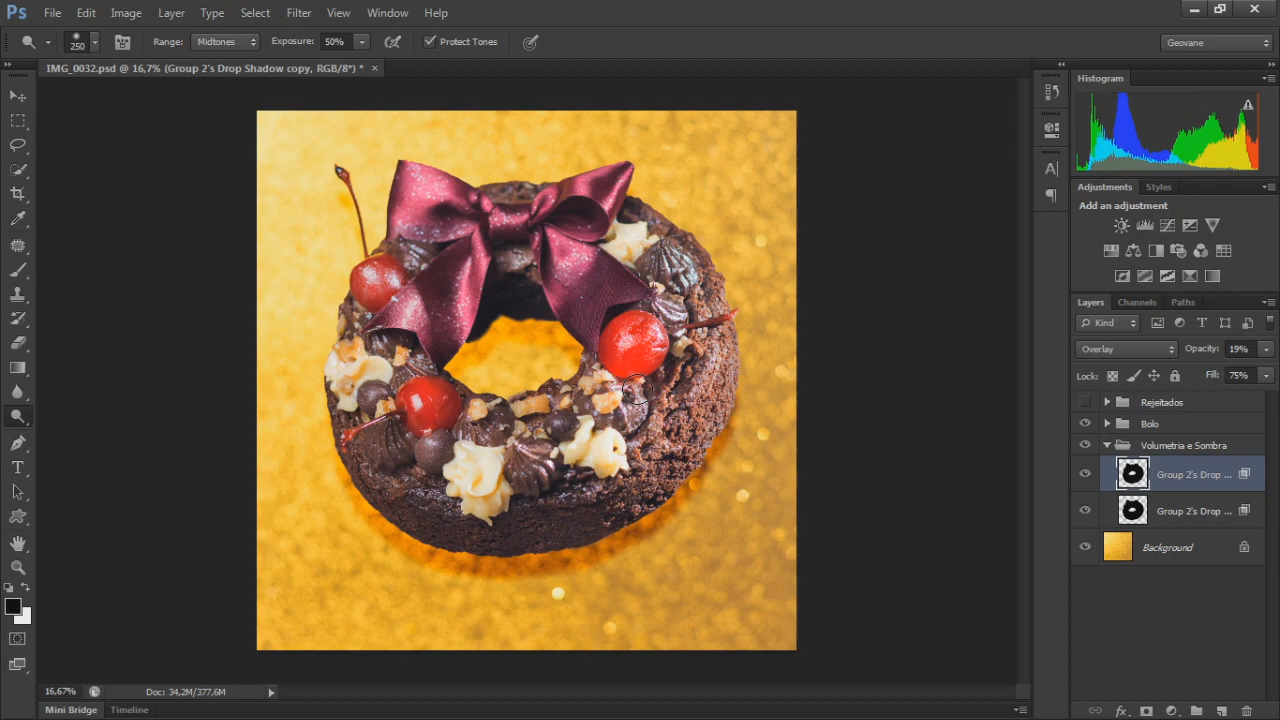 Ps File Edit Image Layer Type Select Filter View Window Help
250 Range: Midtones Exposure: 50% Protect Tones Geovane
IMG_0032.psd @ 16,7% (Group 2's Drop Shadow copy, RGB/8*) * ×
Histogram
Adjustments Styles
Add an adjustment
Layers Channels Paths
Kind
Overlay Opacity: 19%
Lock: Fill: 75%
Rejeitados
Bolo
Volumetria e Sombra
Group 2's Drop ...
Group 2's Drop ...
Background
16,67% Doc: 34,2M/377,6M
Mini Bridge Timeline